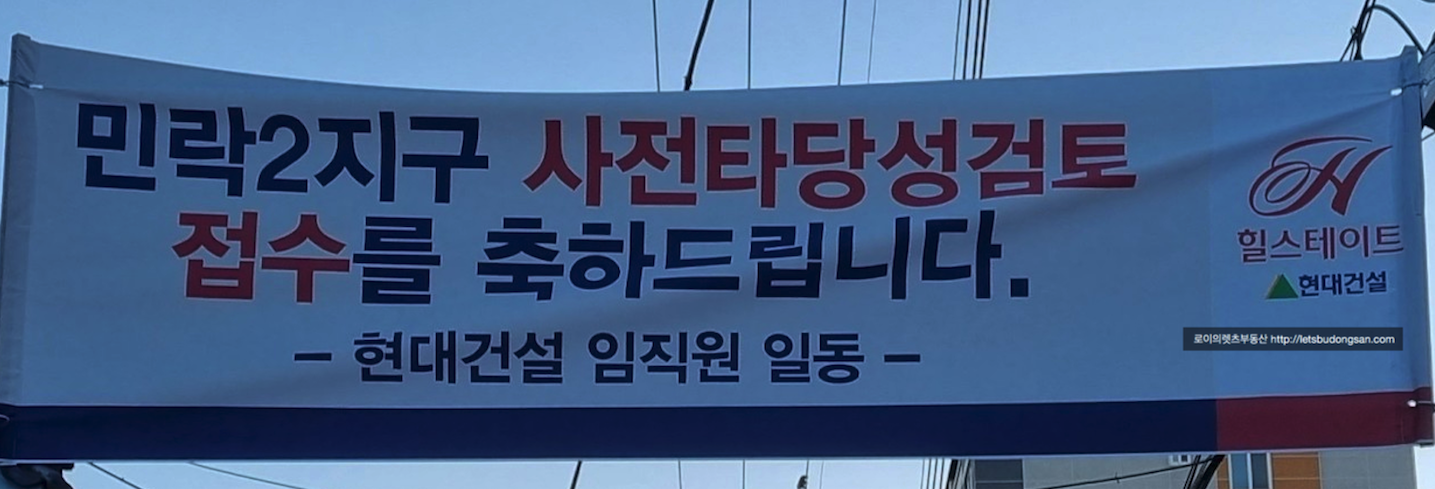 민락2지구 사전타당성검토
접수를 축하드립니다.
- 현대건설 임직원 일동 -
H
힐스테이트
현대건설
로이의렛츠부동산 http://letsbudongsan.com